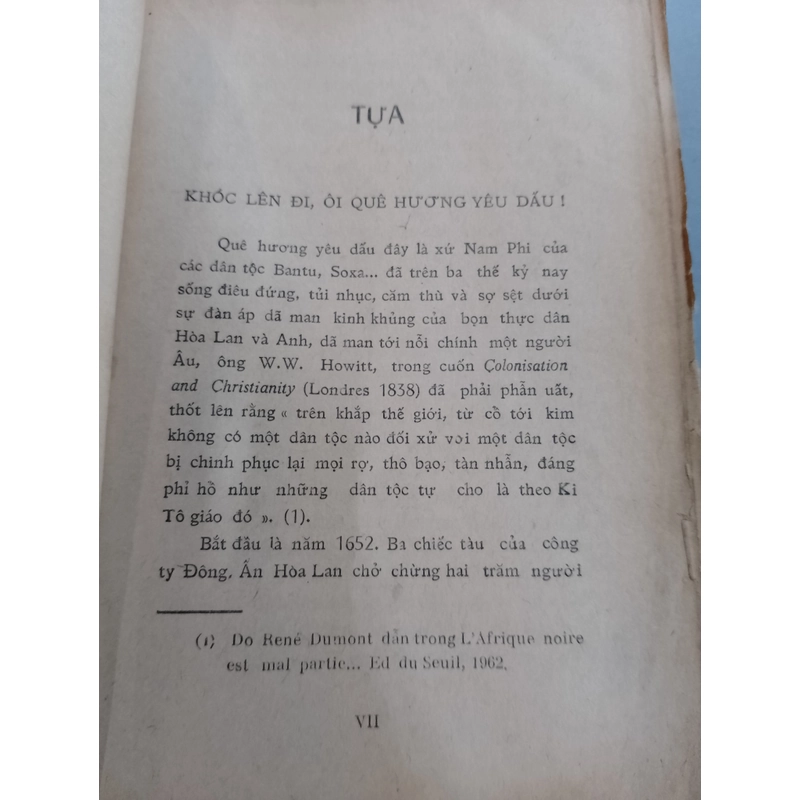 TỰA
KHÓC LÊN ĐI, ÔI QUÊ HƯƠNG YÊU DẤU !
Quê hương yêu dấu đây là xứ Nam Phi của
các dân tộc Bantu, Soxa... đã trên ba thế kỷ nay
sống điêu đứng, tủi nhục, căm thù và sợ sệt dưới
sự đàn áp dã man kinh khủng của bọn thực dân
Hòa Lan và Anh, dã man tới nỗi chính một người
Âu, ông W.W. Howitt, trong cuốn Çolonisation
and Christianity (Londres 1838) đã phải phẫn uất,
thốt lên rằng « trên khắp thế giới, từ cổ tới kim
không có một dân tộc nào đối xử với một dân tộc
bị chinh phục lại mọi rợ, thô bạo, tàn nhẫn, đáng
phỉ hồ như những dân tộc tự cho là theo Ki
Tô giáo đó ». (1).
Bắt đầu là năm 1652. Ba chiếc tàu của công
ty Đông, Ấn Hòa Lan chở chừng hai trăm người
(1) Do René Dumont dẫn trong L'Afrique noire
est mal partie... Ed du Seuil, 1962.
VII